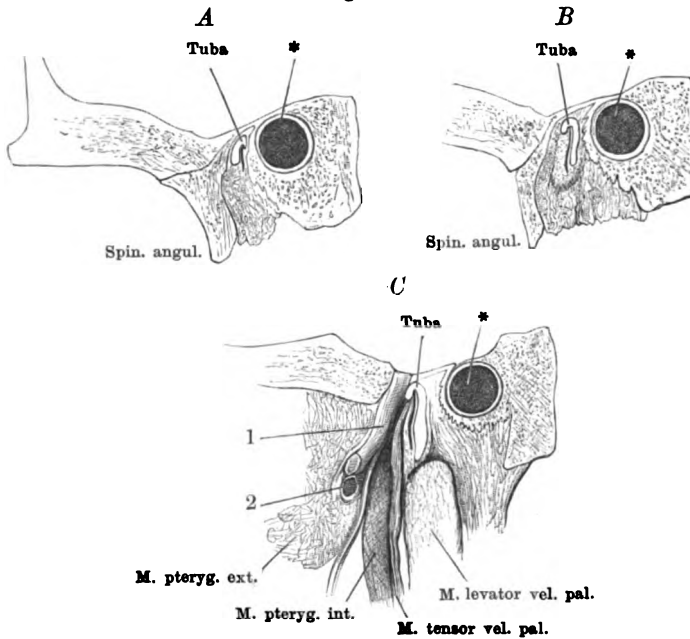 A
B
Tuba
*
Tuba
*
Spin. angul.
Spin. angul.
C
Tuba
*
1
2
M. pteryg. ext.
M. levator vel. pal.
M. pteryg. int.
M. tensor vel. pal.